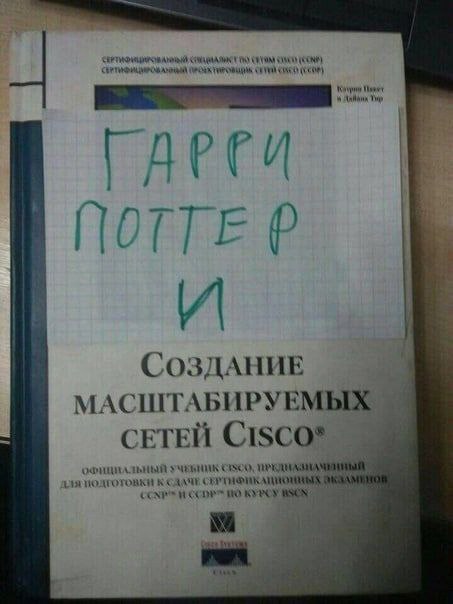 СЕРТИФИЦИРОВАННЫЙ СПЕЦИАЛИСТ ПО СЕТЯМ CISCO (CCNP)
СЕРТИФИЦИРОВАННЫЙ ПРОЕКТИРОВЩИК СЕТЕЙ CISCO (CCDP)
Кэтрин Пакет
и Дайана Тир
ГАРРИ
ПОТТЕР
И
СОЗДАНИЕ
МАСШТАБИРУЕМЫХ
СЕТЕЙ CISCO®
ОФИЦИАЛЬНЫЙ УЧЕБНИК CISCO, ПРЕДНАЗНАЧЕННЫЙ
ДЛЯ ПОДГОТОВКИ К СДАЧЕ СЕРТИФИКАЦИОННЫХ ЭКЗАМЕНОВ
CCNP™ И CCDP™ ПО КУРСУ BSCN
W
CISCO SYSTEMS